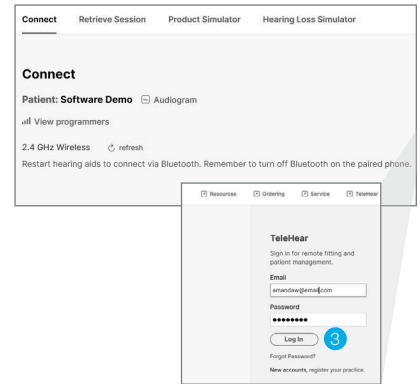 Connect Retrieve Session Product Simulator Hearing Loss Simulator
Connect
Patient: Software Demo Audiogram
View programmers
2.4 GHz Wireless refresh
Restart hearing aids to connect via Bluetooth. Remember to turn off Bluetooth on the paired phone.
Resources Ordering Service TeleHear
TeleHear
Sign in for remote fitting and
patient management.
Email
amandaw@email.com
Password
●●●●●●●●
Log In 3
Forgot Password?
New accounts, register your practice.